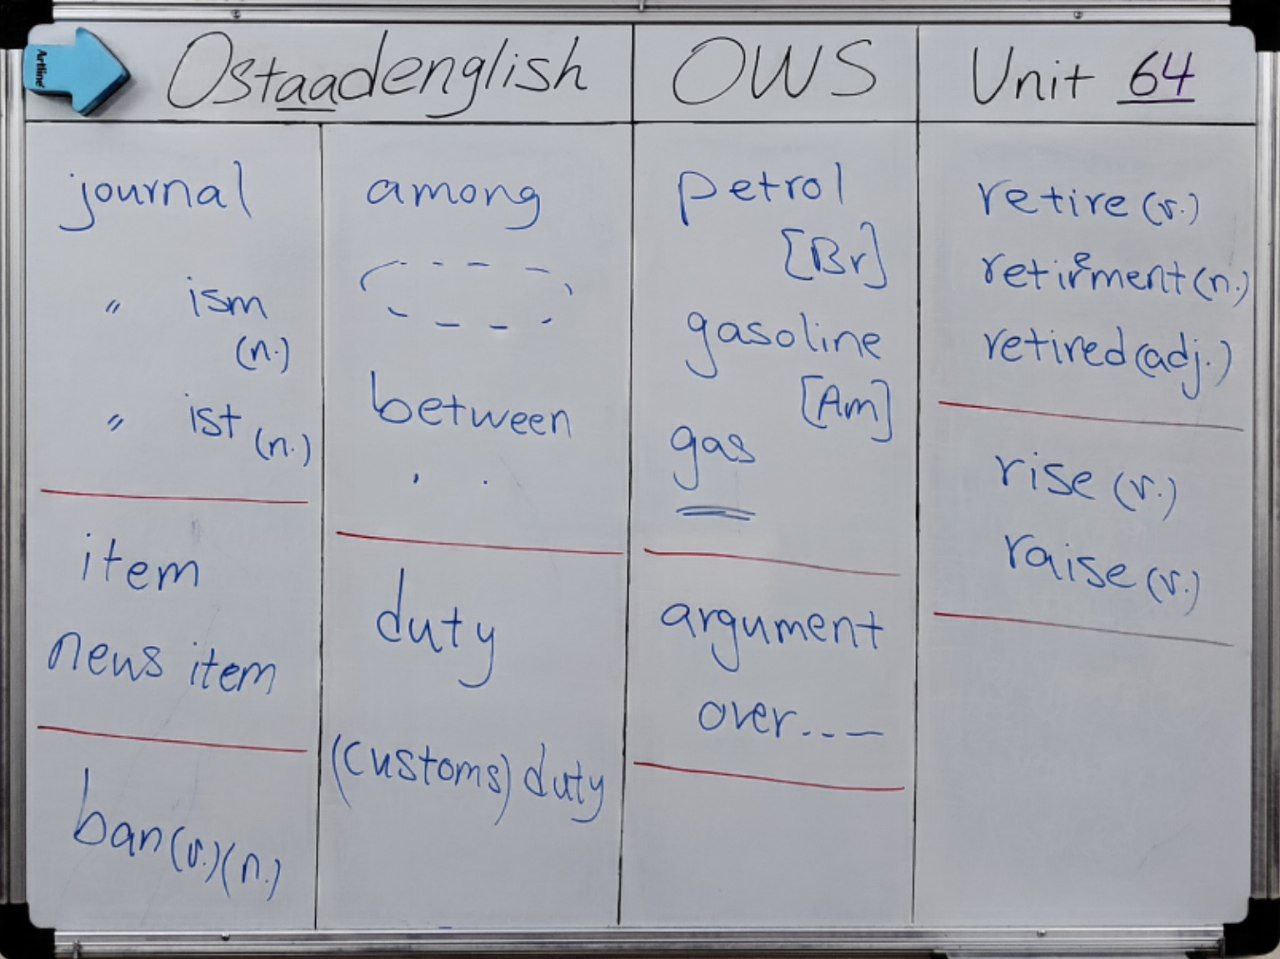 Artline
Ostaadenglish
OWS
Unit 64
journal
" ism
(n.)
" ist (n.)
item
news item
ban (v.) (n.)
among
between
duty
(customs) duty
petrol
[Br]
gasoline
[Am]
gas
argument
over...—
retire (v.)
retirement (n.)
retired (adj.)
rise (v.)
raise (v.)